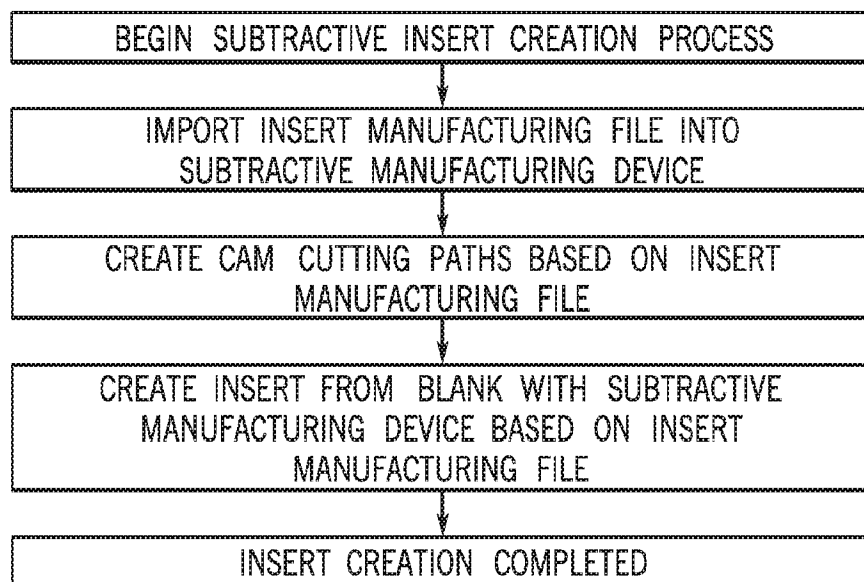 BEGIN SUBTRACTIVE INSERT CREATION PROCESS
IMPORT INSERT MANUFACTURING FILE INTO
SUBTRACTIVE MANUFACTURING DEVICE
CREATE CAM CUTTING PATHS BASED ON INSERT
MANUFACTURING FILE
CREATE INSERT FROM BLANK WITH SUBTRACTIVE
MANUFACTURING DEVICE BASED ON INSERT
MANUFACTURING FILE
INSERT CREATION COMPLETED